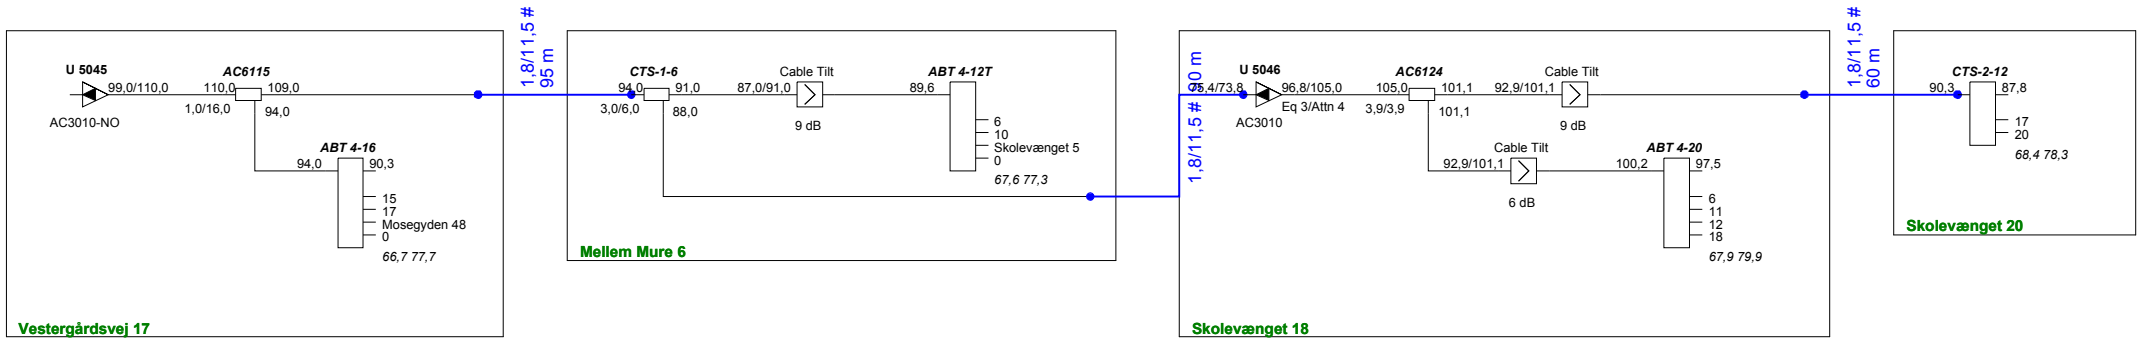 U 5045
99,0/110,0
AC3010-NO
AC6115
110,0
109,0
1,0/16,0
94,0
ABT 4-16
94,0
90,3
15
17
Mosegyden 48
0
66,7 77,7
Vestergårdsvej 17
1,8/11,5 #
95 m
CTS-1-6
94,0
91,0
3,0/6,0
88,0
Cable Tilt
87,0/91,0
9 dB
ABT 4-12T
89,6
6
10
Skolevænget 5
0
67,6 77,3
Mellem Mure 6
1,8/11,5 # 90 m
75,4/73,8
U 5046
96,8/105,0
Eq 3/Attn 4
AC3010
AC6124
105,0
101,1
3,9/3,9
101,1
Cable Tilt
92,9/101,1
9 dB
Cable Tilt
92,9/101,1
6 dB
ABT 4-20
100,2
97,5
6
11
12
18
67,9 79,9
Skolevænget 18
1,8/11,5 #
60 m
CTS-2-12
90,3
87,8
17
20
68,4 78,3
Skolevænget 20